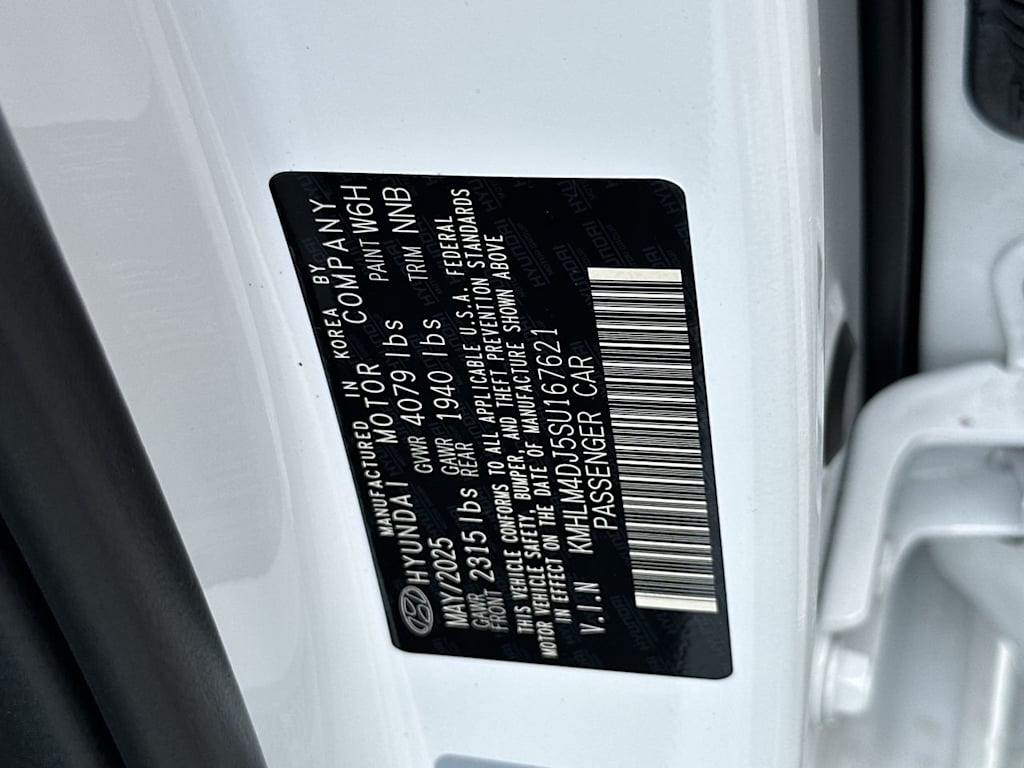 MANUFACTURED IN KOREA BY
HYUNDAI MOTOR COMPANY
MAY/2025 GVWR 4079 lbs PAINT W6H
GAWR FRONT 2315 lbs GAWR REAR 1940 lbs TRIM NNB
THIS VEHICLE CONFORMS TO ALL APPLICABLE U.S.A. FEDERAL
MOTOR VEHICLE SAFETY, BUMPER, AND THEFT PREVENTION STANDARDS
IN EFFECT ON THE DATE OF MANUFACTURE SHOWN ABOVE
V.I.N KMHLM4DJ5SU167621
PASSENGER CAR